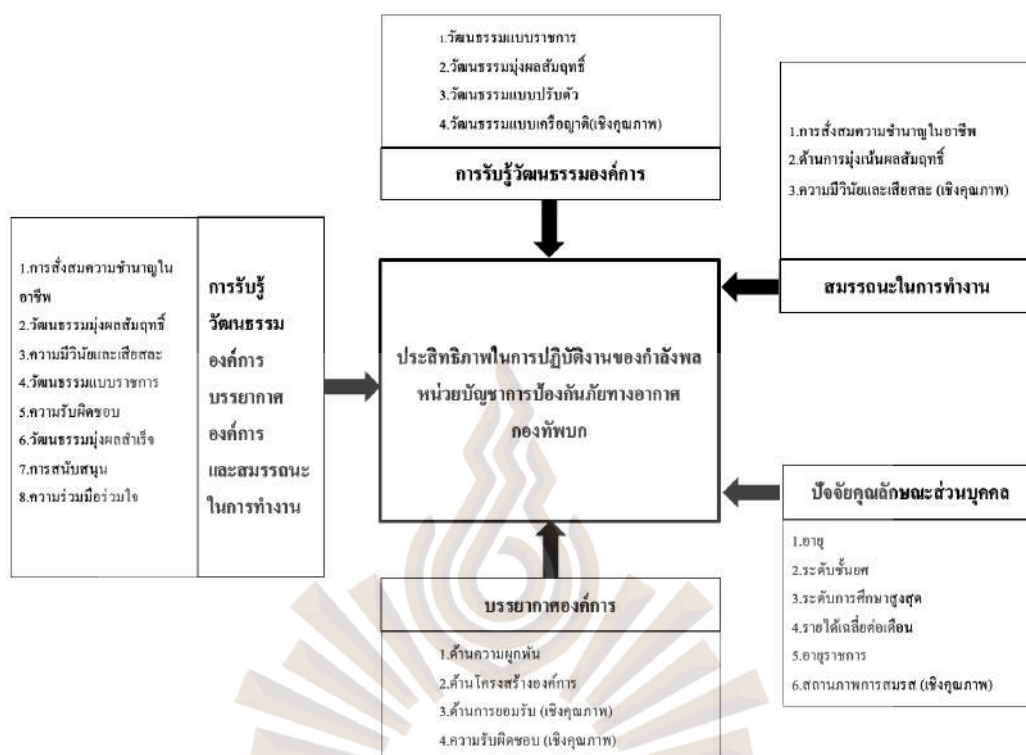 1.วัฒนธรรมแบบราชการ
2.วัฒนธรรมมุ่งผลสัมฤทธิ์
3.วัฒนธรรมแบบปรับตัว
4.วัฒนธรรมแบบเครือญาติ(เชิงคุณภาพ)
การรับรู้วัฒนธรรมองค์การ
1.การสั่งสมความชำนาญในอาชีพ
2.ด้านการมุ่งเน้นผลสัมฤทธิ์
3.ความมีวินัยและเสียสละ (เชิงคุณภาพ)
สมรรถนะในการทำงาน
1.การสั่งสมความชำนาญใน
อาชีพ
2.วัฒนธรรมมุ่งผลสัมฤทธิ์
3.ความมีวินัยและเสียสละ
4.วัฒนธรรมแบบราชการ
5.ความรับผิดชอบ
6.วัฒนธรรมมุ่งผลสำเร็จ
7.การสนับสนุน
8.ความร่วมมือร่วมใจ
การรับรู้
วัฒนธรรม
องค์การ
บรรยากาศ
องค์การ
และสมรรถนะ
ในการทำงาน
ประสิทธิภาพในการปฏิบัติงานของกำลังพล
หน่วยบัญชาการป้องกันภัยทางอากาศ
กองทัพบก
ปัจจัยคุณลักษณะส่วนบุคคล
1.อายุ
2.ระดับชั้นยศ
3.ระดับการศึกษาสูงสุด
4.รายได้เฉลี่ยต่อเดือน
5.อายุราชการ
6.สถานภาพการสมรส (เชิงคุณภาพ)
บรรยากาศองค์การ
1.ด้านความผูกพัน
2.ด้านโครงสร้างองค์การ
3.ด้านการยอมรับ (เชิงคุณภาพ)
4.ความรับผิดชอบ (เชิงคุณภาพ)